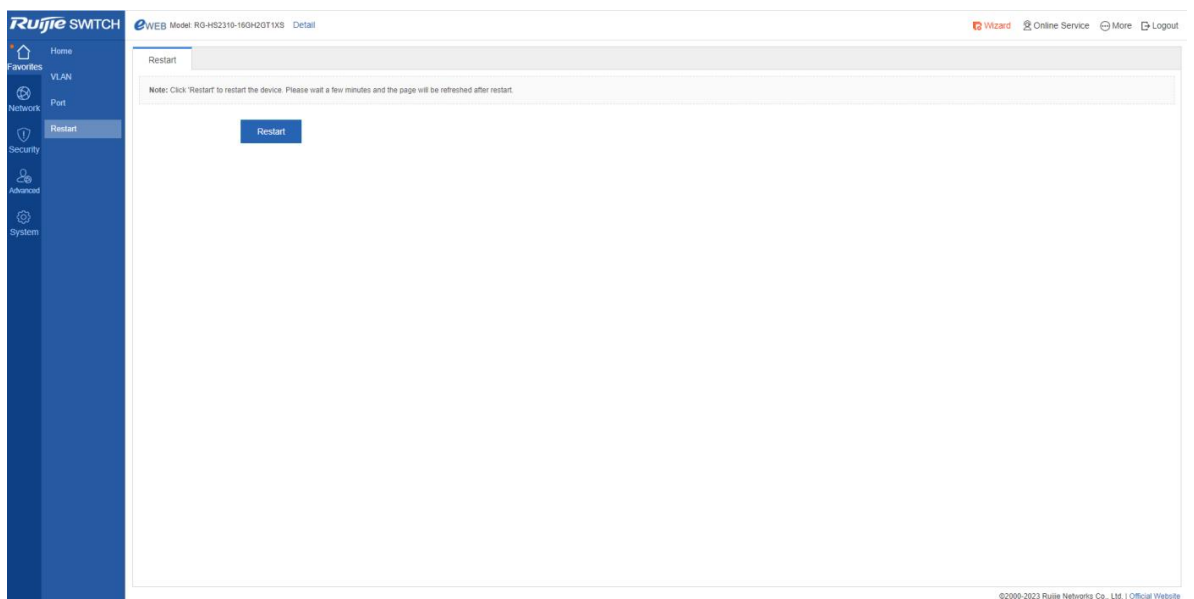 Ruijie SWITCH
eWEB Model: RG-HS2310-16GH2GT1XS Detail
Wizard Online Service More Logout
Favorites
Network
Security
Advanced
System
Home
VLAN
Port
Restart
Restart
Note: Click 'Restart' to restart the device. Please wait a few minutes and the page will be refreshed after restart.
Restart
©2000-2023 Ruijie Networks Co., Ltd. | Official Website